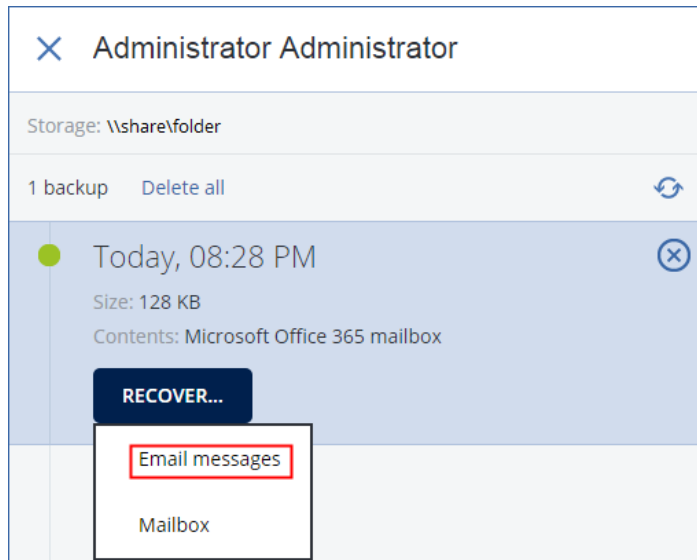 Administrator Administrator
Storage: \\share\folder
1 backup Delete all
Today, 08:28 PM
Size: 128 KB
Contents: Microsoft Office 365 mailbox
RECOVER...
Email messages
Mailbox